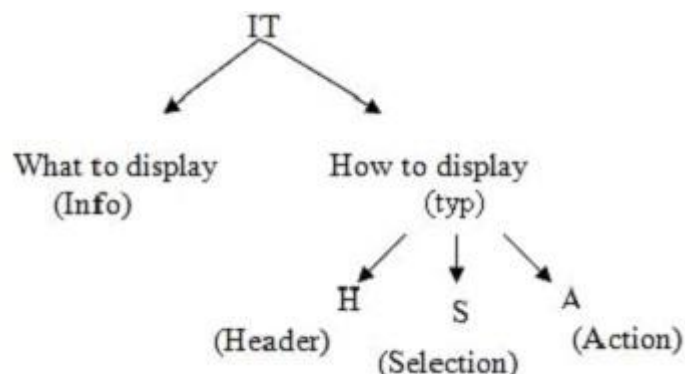 IT
What to display
(Info)
How to display
(typ)
H
(Header)
S
(Selection)
A
(Action)